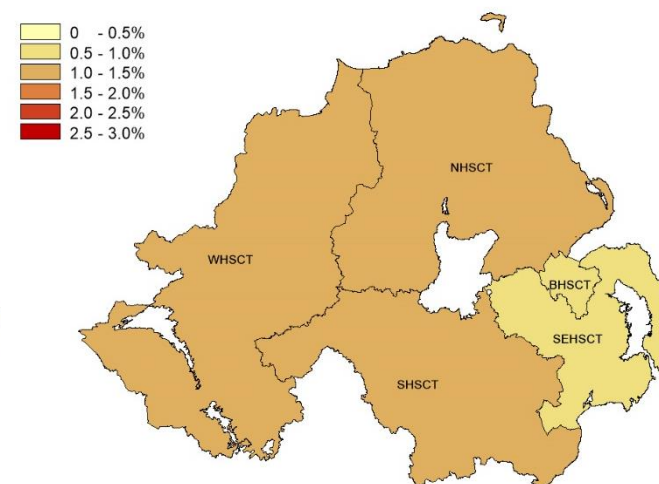 0 - 0.5%
0.5 - 1.0%
1.0 - 1.5%
1.5 - 2.0%
2.0 - 2.5%
2.5 - 3.0%
NHSCT
WHSCT
BHSCT
SEHSCT
SHSCT